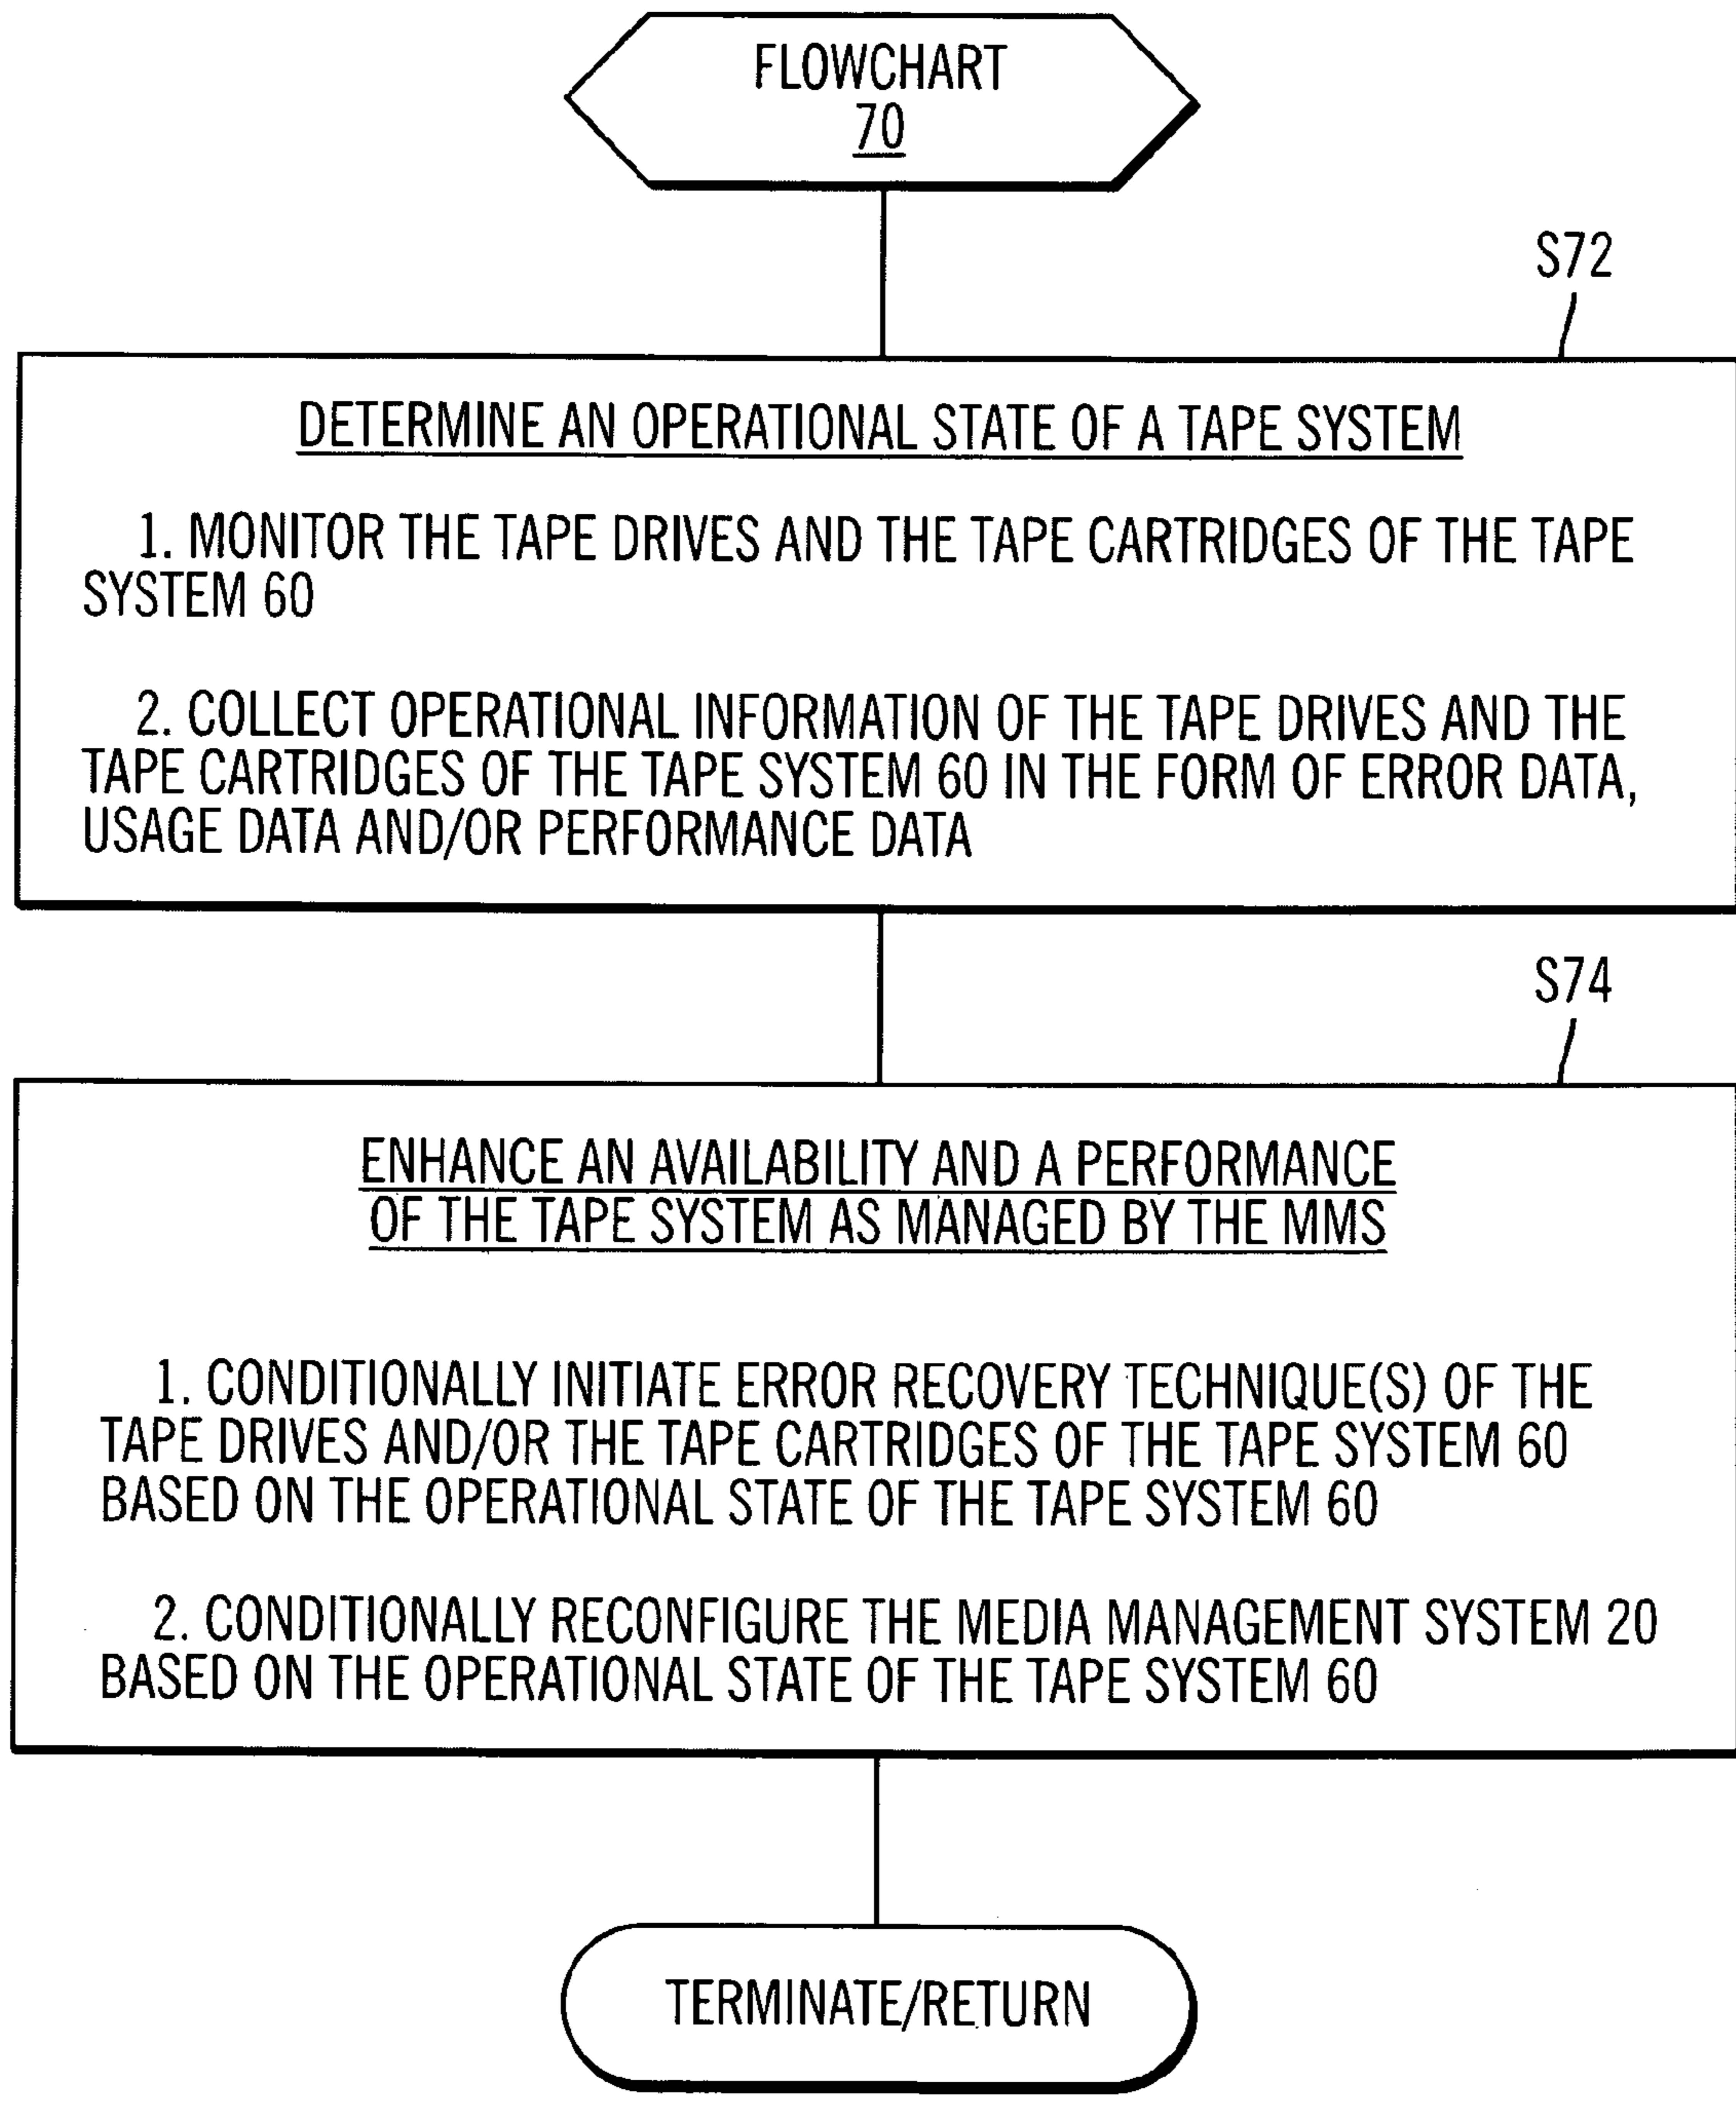 FLOWCHART
70
S72
DETERMINE AN OPERATIONAL STATE OF A TAPE SYSTEM
1. MONITOR THE TAPE DRIVES AND THE TAPE CARTRIDGES OF THE TAPE
SYSTEM 60
2. COLLECT OPERATIONAL INFORMATION OF THE TAPE DRIVES AND THE
TAPE CARTRIDGES OF THE TAPE SYSTEM 60 IN THE FORM OF ERROR DATA,
USAGE DATA AND/OR PERFORMANCE DATA
S74
ENHANCE AN AVAILABILITY AND A PERFORMANCE
OF THE TAPE SYSTEM AS MANAGED BY THE MMS
1. CONDITIONALLY INITIATE ERROR RECOVERY TECHNIQUE(S) OF THE
TAPE DRIVES AND/OR THE TAPE CARTRIDGES OF THE TAPE SYSTEM 60
BASED ON THE OPERATIONAL STATE OF THE TAPE SYSTEM 60
2. CONDITIONALLY RECONFIGURE THE MEDIA MANAGEMENT SYSTEM 20
BASED ON THE OPERATIONAL STATE OF THE TAPE SYSTEM 60
TERMINATE/RETURN